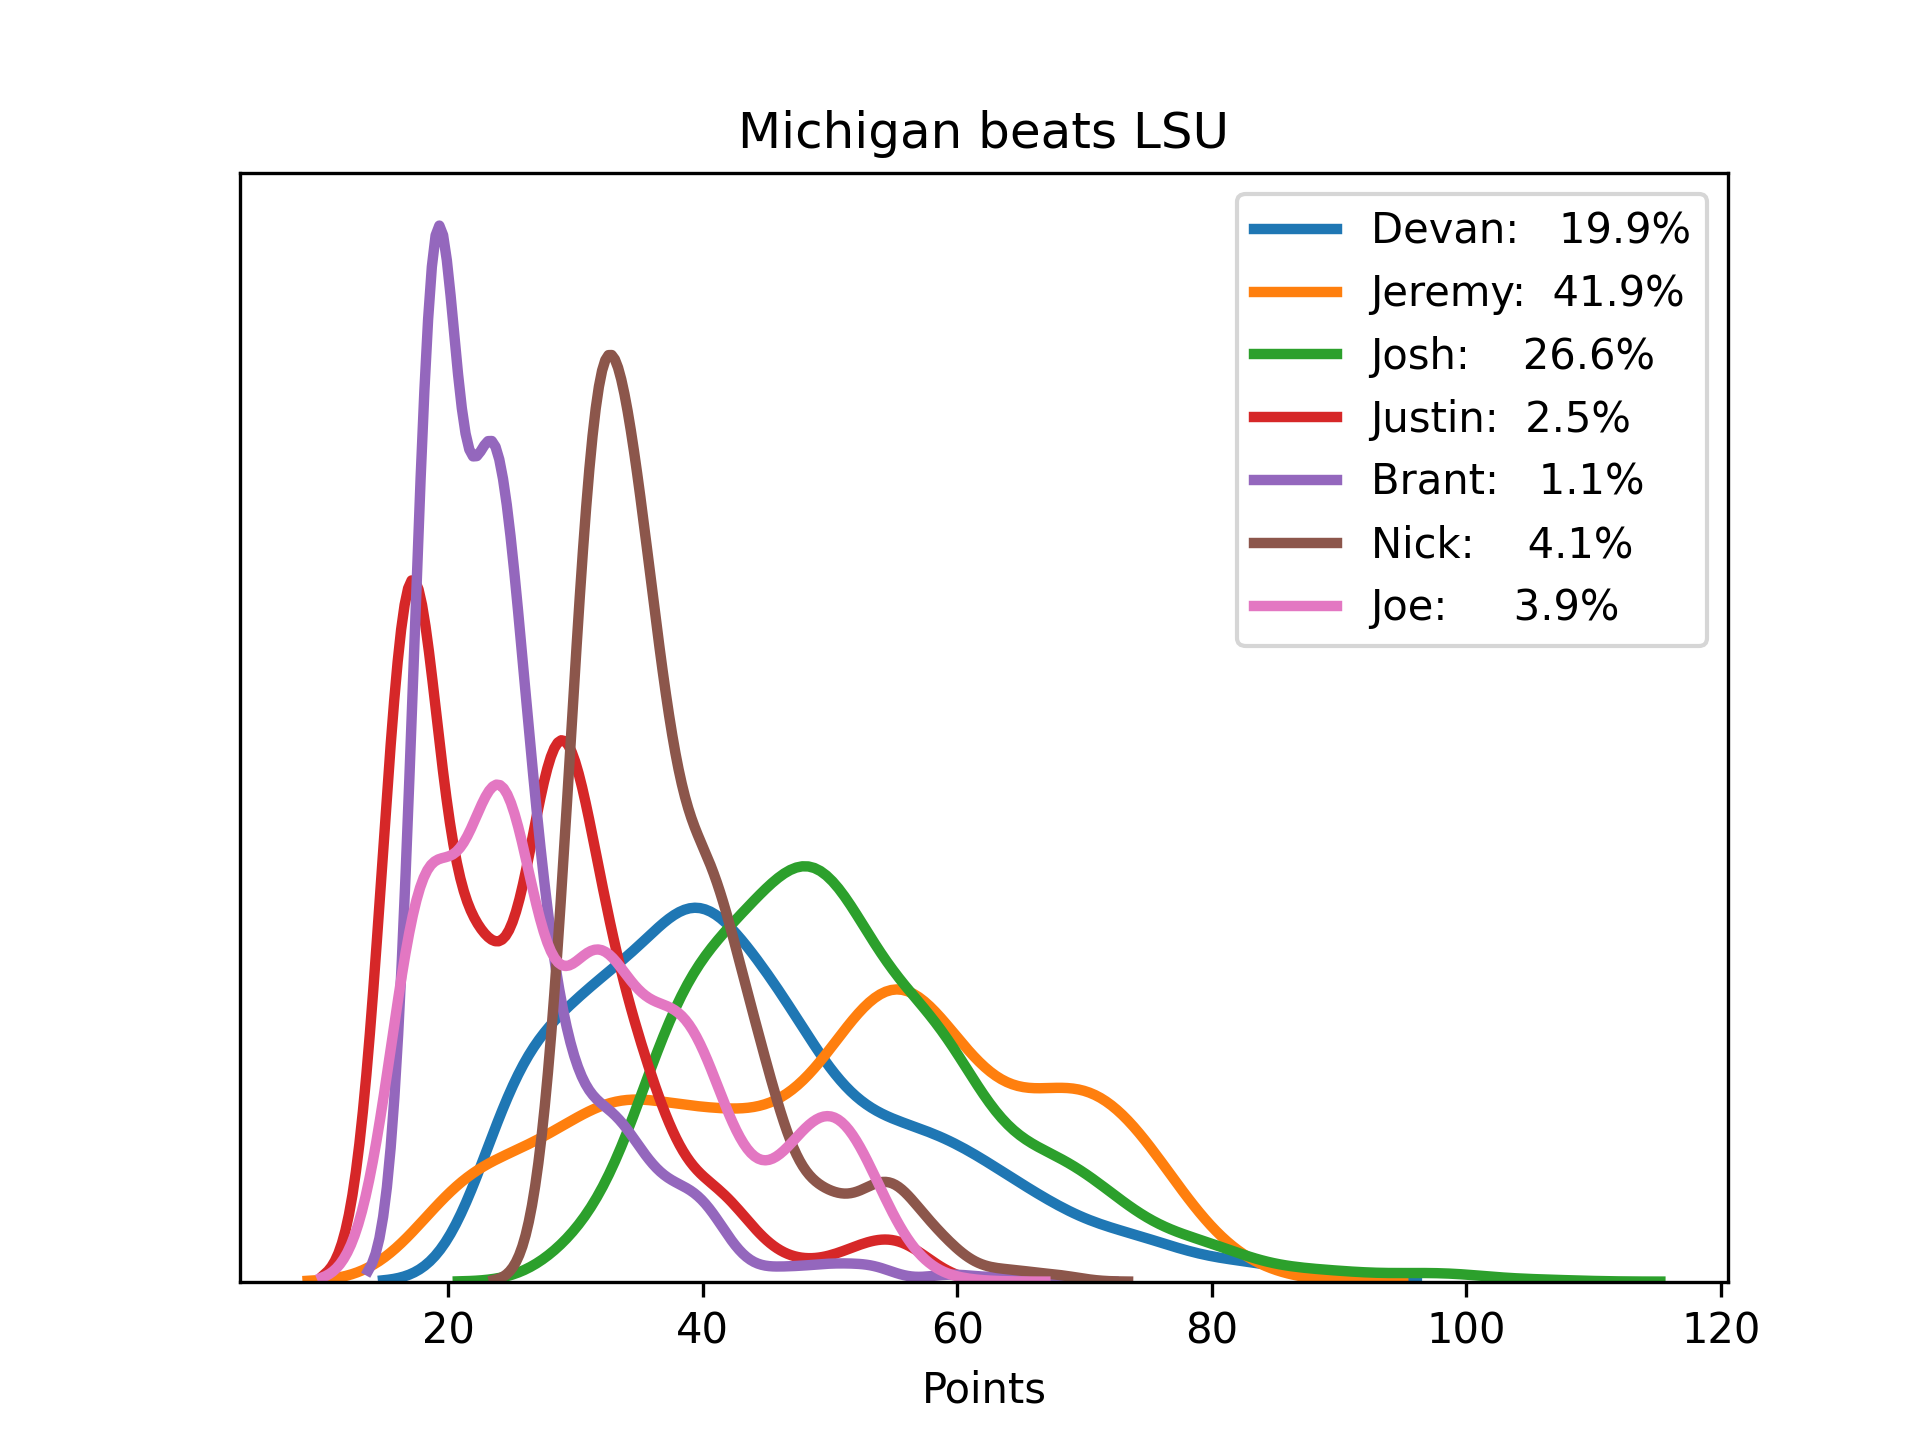 Michigan beats LSU
Devan: 19.9%
Jeremy: 41.9%
Josh: 26.6%
Justin: 2.5%
Brant: 1.1%
Nick: 4.1%
Joe: 3.9%
20 40 60 80 100 120
Points